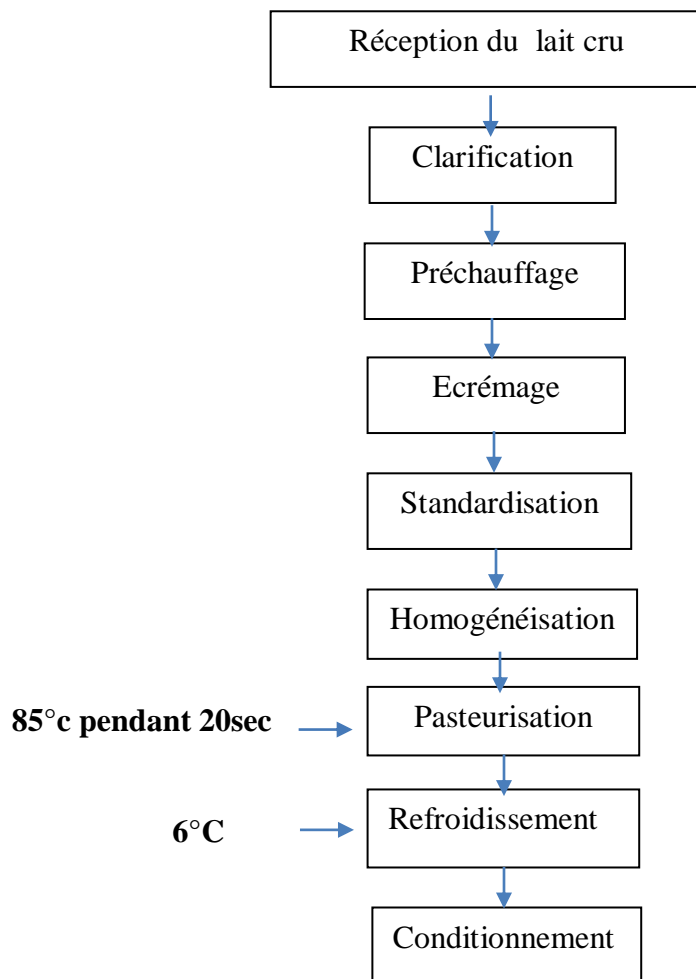 Réception du lait cru
Clarification
Préchauffage
Ecrémage
Standardisation
Homogénéisation
85°c pendant 20sec
Pasteurisation
6°C
Refroidissement
Conditionnement